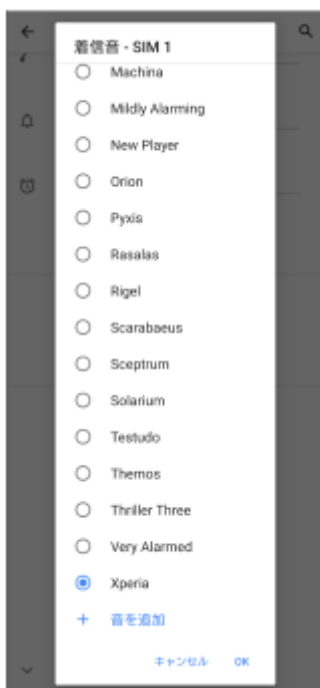 着信音 - SIM 1
Machina
Mildly Alarming
New Player
Orion
Pyxis
Rasalas
Rigel
Scarabaeus
Sceptrum
Solarium
Testudo
Themos
Thriller Three
Very Alarmed
Xperia
+ 音を追加
キャンセル OK